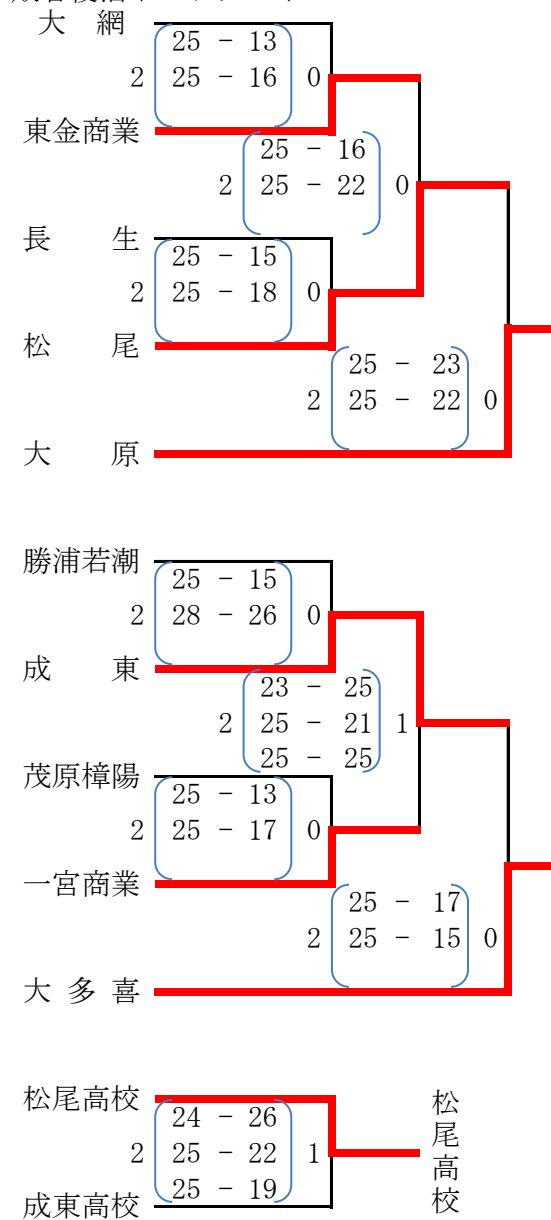 大 網
25 - 13
2 25 - 16 0
東金商業
25 - 16
2 25 - 22 0
長 生
25 - 15
2 25 - 18 0
松 尾
25 - 23
2 25 - 22 0
大 原
勝浦若潮
25 - 15
2 28 - 26 0
成 東
23 - 25
2 25 - 21 1
25 - 25
茂原樟陽
25 - 13
2 25 - 17 0
一宮商業
25 - 17
2 25 - 15 0
大 多 喜
松尾高校
24 - 26
2 25 - 22 1
25 - 19
成東高校
松尾高校